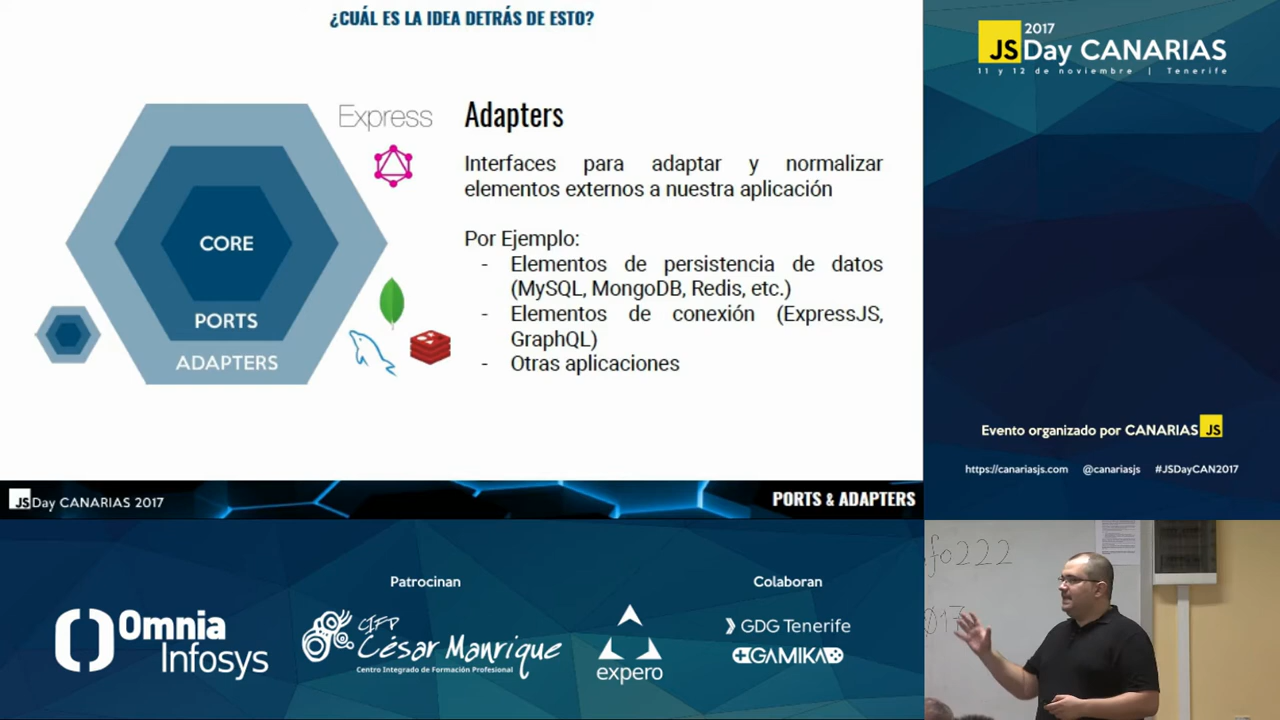 ¿CUÁL ES LA IDEA DETRÁS DE ESTO?
Express
Adapters
Interfaces para adaptar y normalizar
elementos externos a nuestra aplicación
Por Ejemplo:
- Elementos de persistencia de datos
(MySQL, MongoDB, Redis, etc.)
- Elementos de conexión (ExpressJS,
GraphQL)
- Otras aplicaciones
CORE
PORTS
ADAPTERS
JS Day CANARIAS 2017
PORTS & ADAPTERS
2017
JS Day CANARIAS
11 y 12 de noviembre | Tenerife
Evento organizado por CANARIAS JS
https://canariasjs.com @canariasjs #JSDayCAN2017
Patrocinan
Omnia
Infosys
CIFP
César Manrique
Centro Integrado de Formación Profesional
expero
Colaboran
GDG Tenerife
GAMIKA
fo222
017